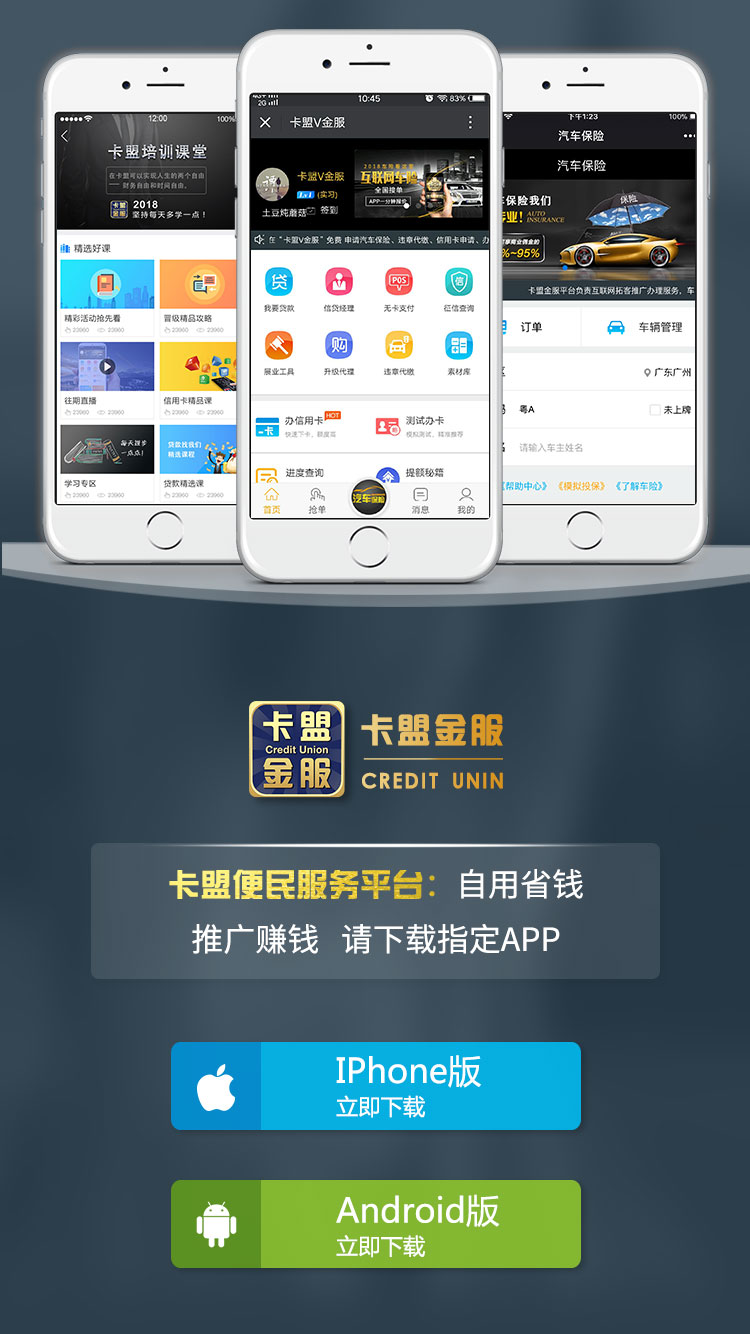 12:00
100%
卡盟培训课堂
在卡盟可以实现人生的两个自由
财务自由和时间自由。
卡盟
金服
2018
坚持每天多学一点！
精选好课
精彩活动抢先看
晋级精品攻略
23960
23960
23960
23960
往期直播
信用卡精品课
23960
23960
23960
23960
每天跟步
一点点！
贷款找我们
精选课程
学习专区
贷款精选课
23960
23960
23960
23960
2G
10:45
83%
卡盟V金服
卡盟V金服
Lv1
(实习)
土豆炖蘑菇
签到
互联网车险
全国接单
APP一分钟报价
在“卡盟V金服”免费 申请汽车保险、违章代缴、信用卡申请、办
贷
我要贷款
信贷经理
POS
无卡支付
信
征信查询
展业工具
购
升级代理
违章代缴
素材库
卡
办信用卡
HOT
快速下卡，额度高
测试办卡
模拟测试，精准推荐
进度查询
提额秘籍
首页
抢单
汽车保险
消息
我的
下午1:23
100%
汽车保险
汽车保险
保险
车保险我们
专业！
AUTO
INSURANCE
享商业佣金的
%~95%
卡盟金服平台负责互联网拓客推广办理服务，车
订单
车辆管理
广东广州
粤A
未上牌
请输入车主姓名
《帮助中心》
《模拟投保》
《了解车险》
卡盟
Credit Union
金服
卡盟金服
CREDIT UNIN
卡盟便民服务平台：自用省钱
推广赚钱 请下载指定APP
IPhone版
立即下载
Android版
立即下载